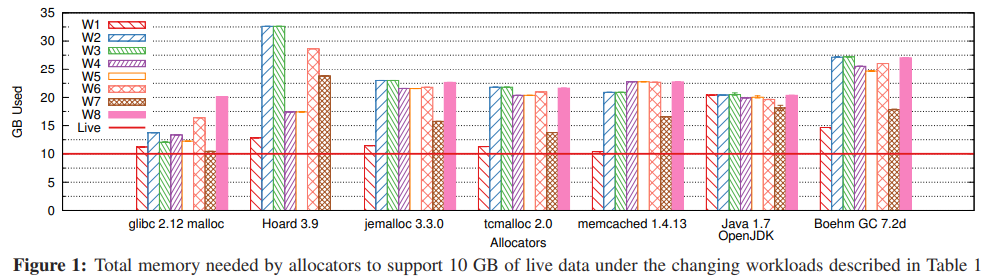 35
30
25
20
15
10
5
0
GB Used
W1
W2
W3
W4
W5
W6
W7
W8
Live
glibc 2.12 malloc Hoard 3.9 jemalloc 3.3.0 tcmalloc 2.0 memcached 1.4.13 Java 1.7 Boehm GC 7.2d
OpenJDK
Allocators
Figure 1: Total memory needed by allocators to support 10 GB of live data under the changing workloads described in Table 1